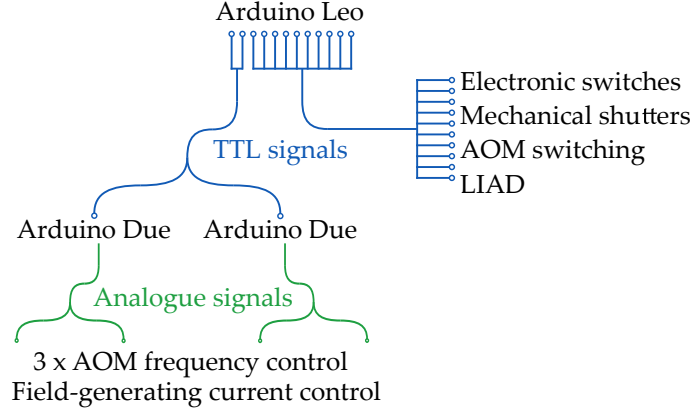 Arduino Leo
Electronic switches
Mechanical shutters
TTL signals
AOM switching
LIAD
Arduino Due
Arduino Due
Analogue signals
3 x AOM frequency control
Field-generating current control